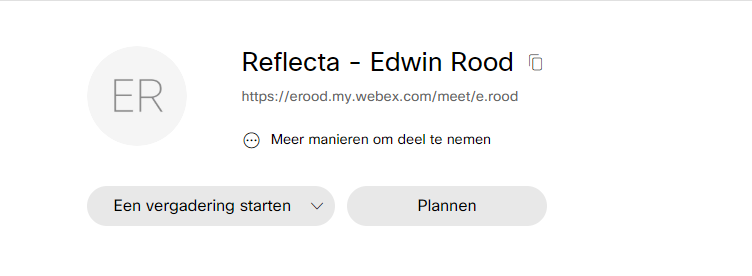 ER
Reflecta - Edwin Rood
https://erood.my.webex.com/meet/e.rood
Meer manieren om deel te nemen
Een vergadering starten
Plannen